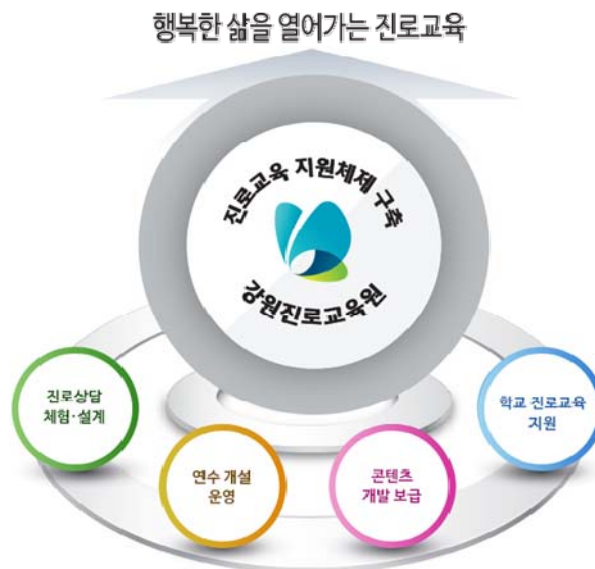 행복한 삶을 열어가는 진로교육
진로교육 지원체제 구축
강원진로교육원
진로상담
체험·설계
연수 개설
운영
콘텐츠
개발 보급
학교 진로교육
지원